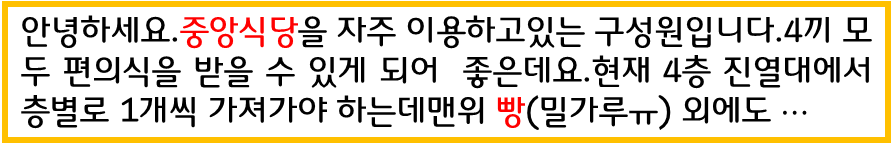 안녕하세요.중앙식당을 자주 이용하고있는 구성원입니다.4끼 모
두 편의식을 받을 수 있게 되어  좋은데요.현재 4층 진열대에서
층별로 1개씩 가져가야 하는데맨위 빵(밀가루ㅠ) 외에도 …